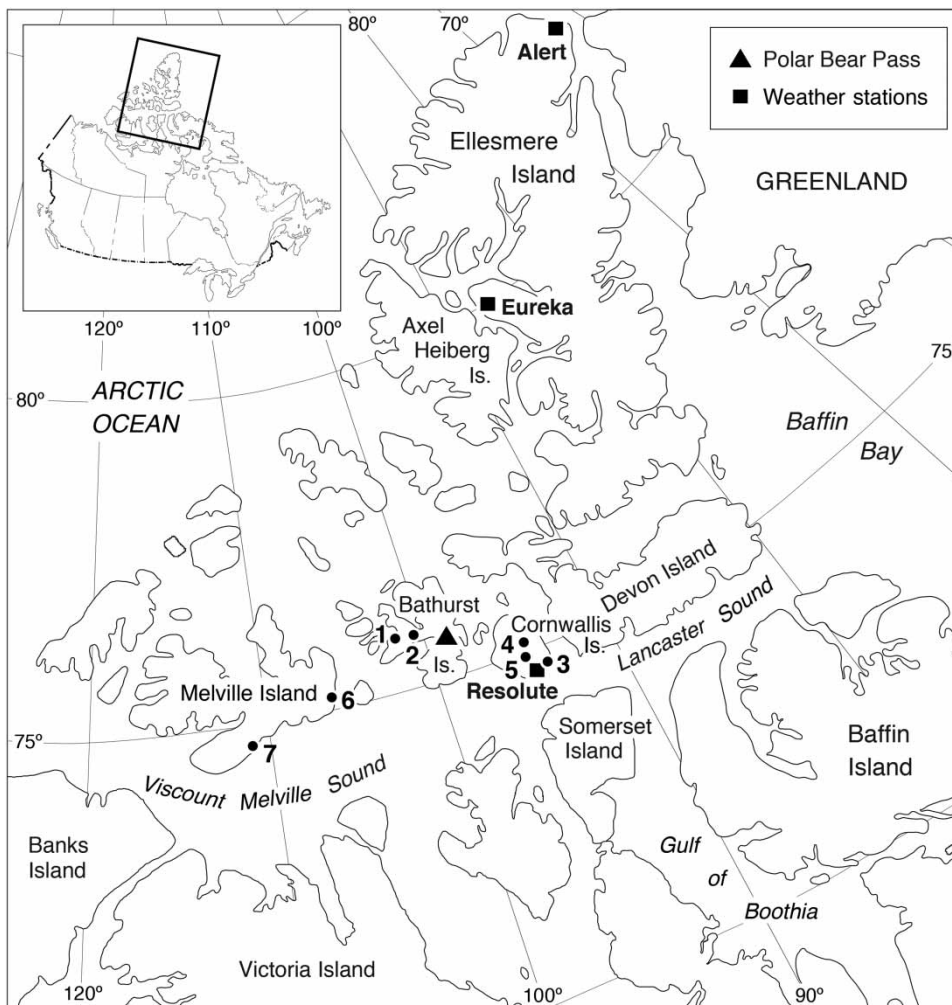 80º
70º
Alert
Polar Bear Pass
Weather stations
Ellesmere
Island
GREENLAND
Eureka
120º
110º
100º
Axel
Heiberg
Is.
75º
ARCTIC
OCEAN
80º
Baffin
Bay
Devon Island
Lancaster Sound
Bathurst
Is.
1
2
Cornwallis
Is.
4
5
3
Resolute
Melville Island
6
7
Somerset
Island
75º
Viscount Melville Sound
Baffin
Island
Banks
Island
Gulf
of
Boothia
Victoria Island
120º
100º
90º